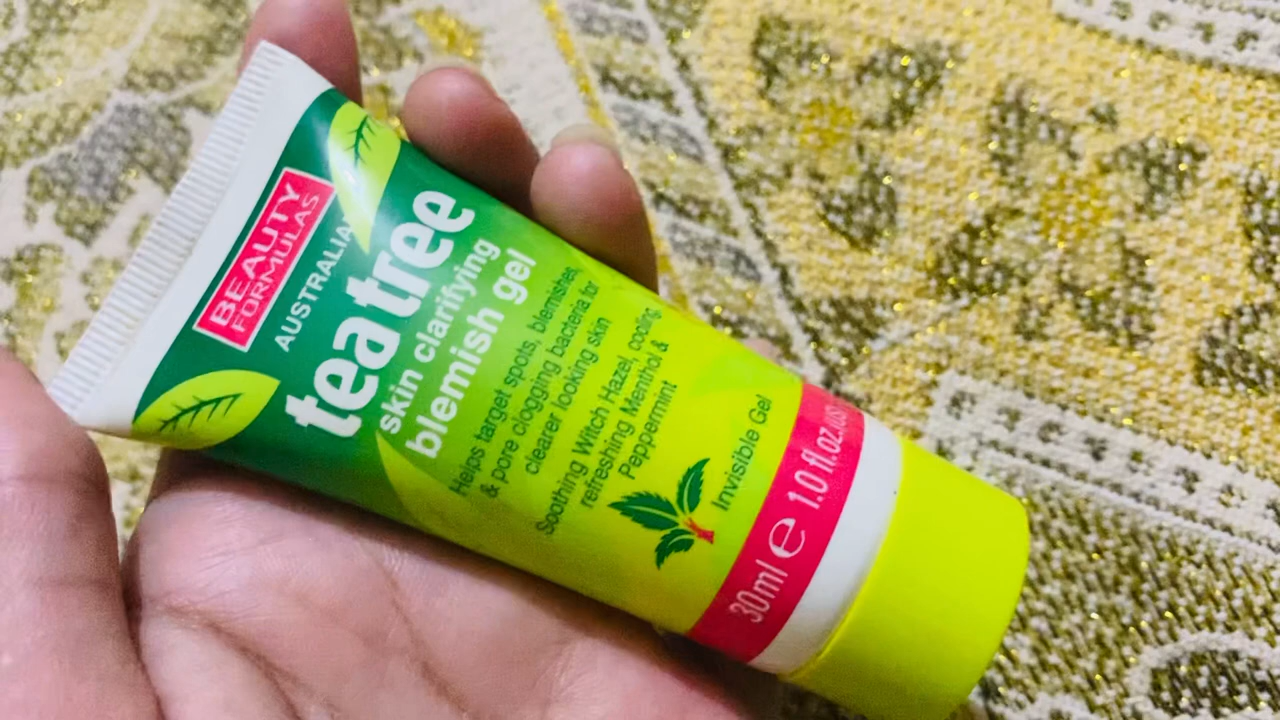 BEAUTY
FORMULAS
AUSTRALIAN
tea tree
skin clarifying
blemish gel
Helps target spots, blemishes,
& pore clogging bacteria for
clearer looking skin
Soothing Witch Hazel, cooling,
refreshing Menthol &
Peppermint
Invisible Gel
30ml e 1.0 fl.oz.(US)